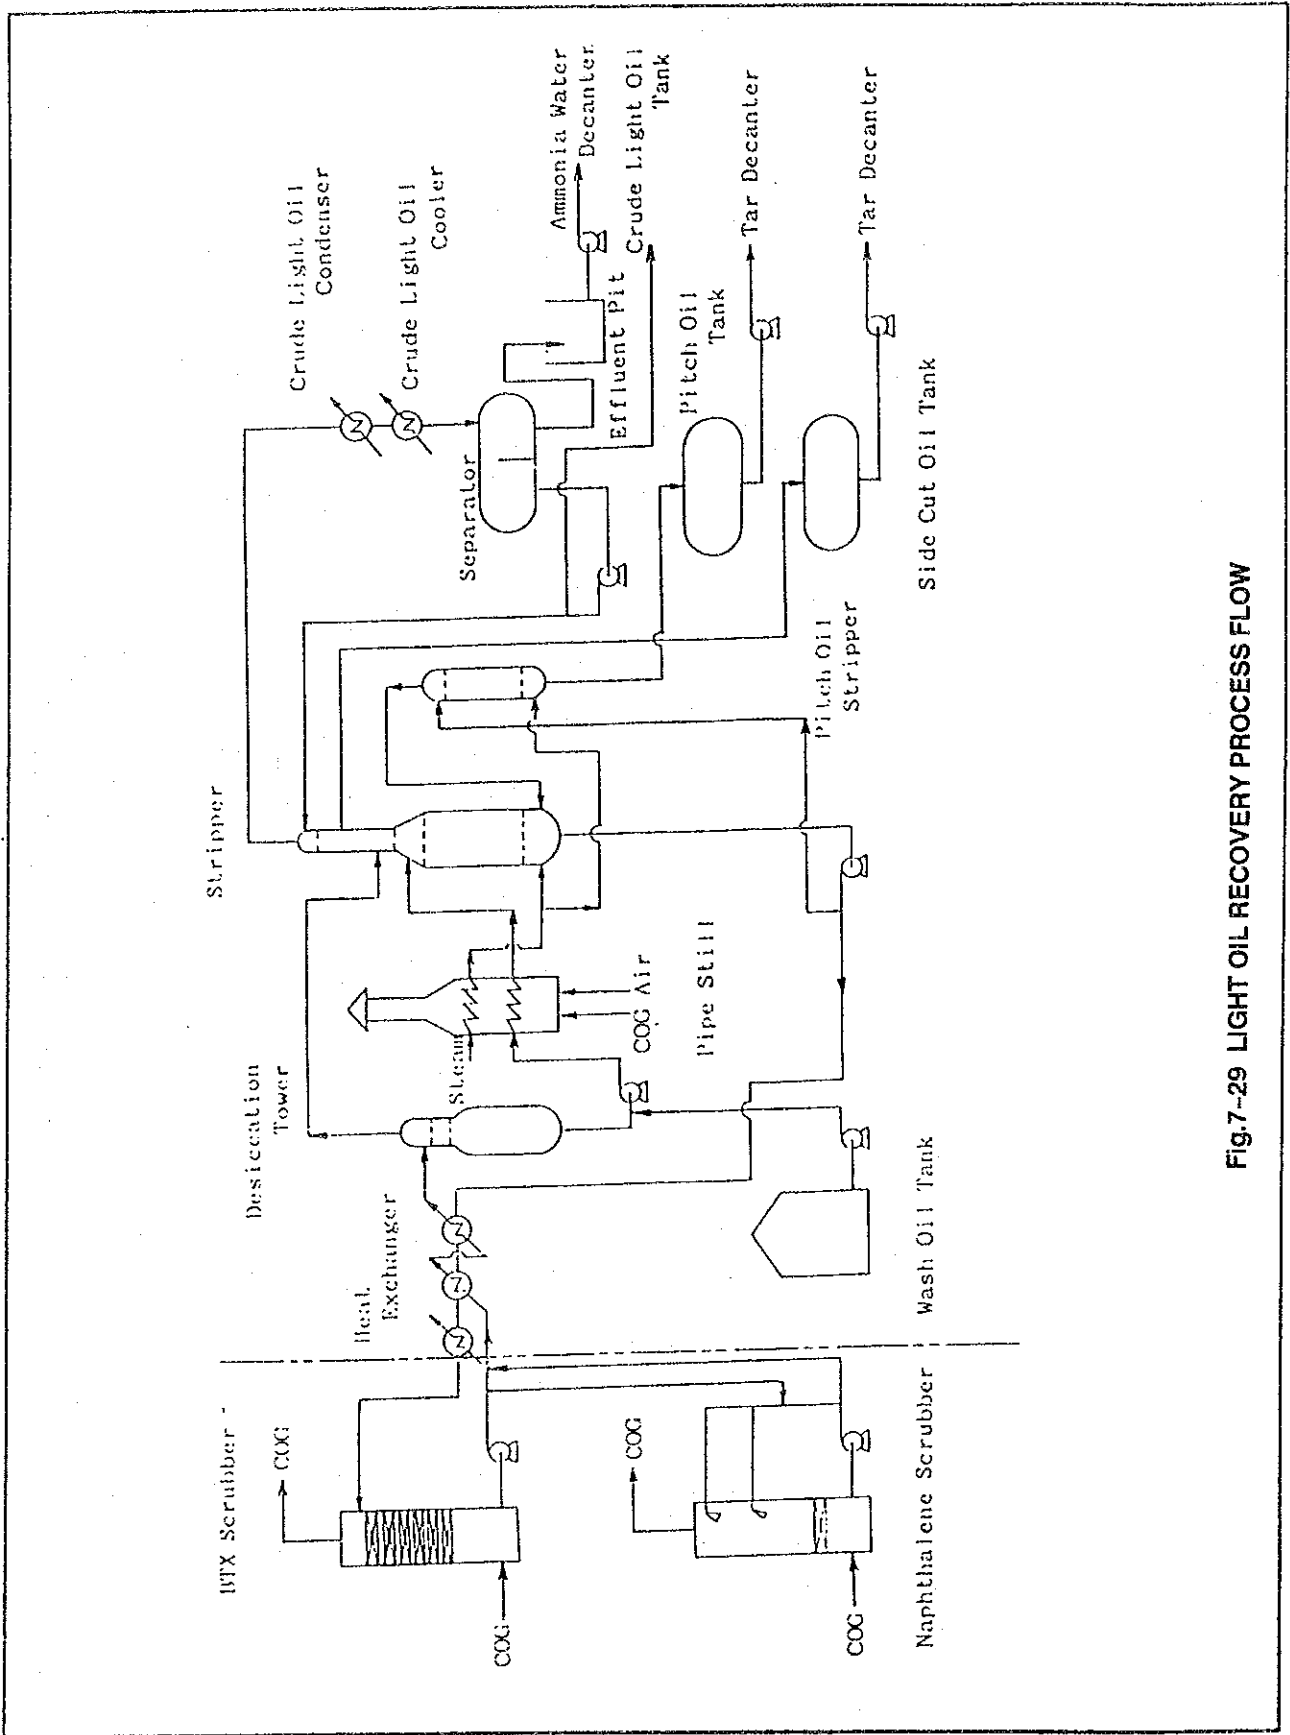 BTX Scrubber
COG
COG
COG
COG
Naphthalene Scrubber
Heat
Exchanger
Wash Oil Tank
Desiccation
Tower
Steam
COG
Air
Pipe Still
Stripper
Pitch Oil
Stripper
Separator
Crude Light Oil
Condenser
Crude Light Oil
Cooler
Effluent Pit
Ammonia Water
Decanter
Crude Light Oil
Tank
Pitch Oil
Tank
Tar Decanter
Tar Decanter
Side Cut Oil Tank
Fig.7-29 LIGHT OIL RECOVERY PROCESS FLOW